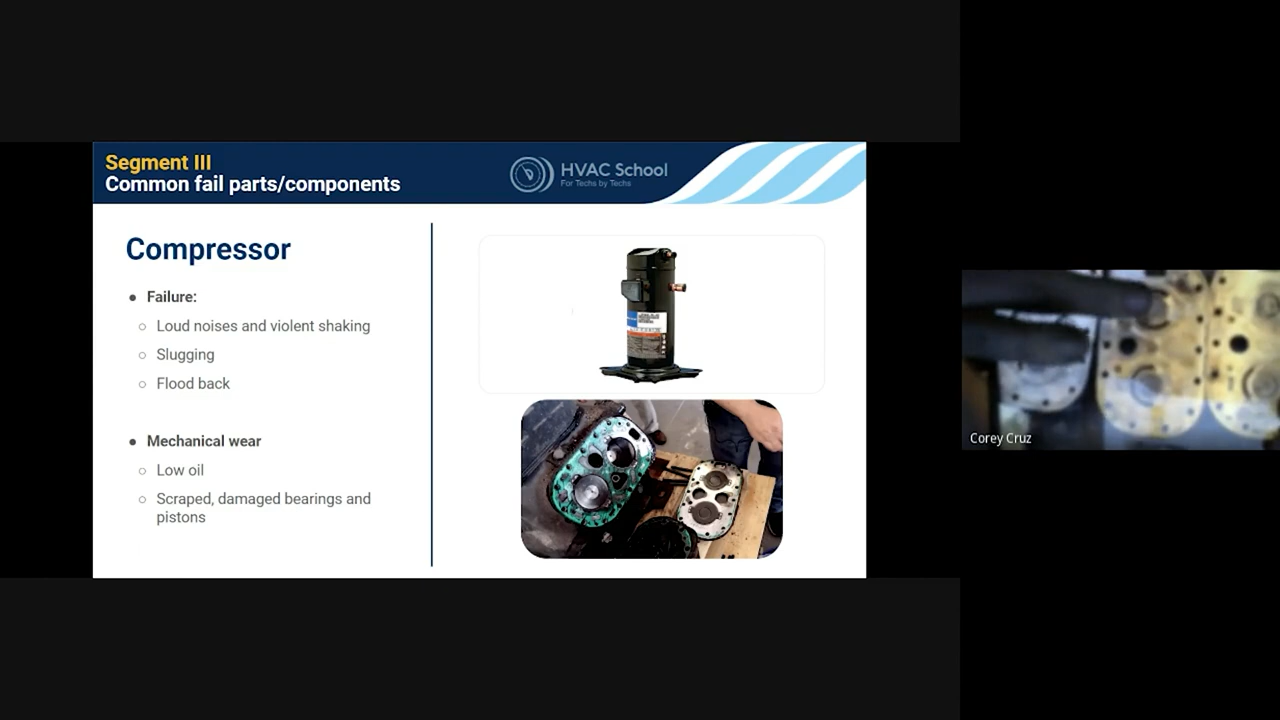 Segment III
Common fail parts/components
HVAC School
For Techs by Techs
Compressor
Failure:
Loud noises and violent shaking
Slugging
Flood back
Mechanical wear
Low oil
Scraped, damaged bearings and
pistons
Corey Cruz